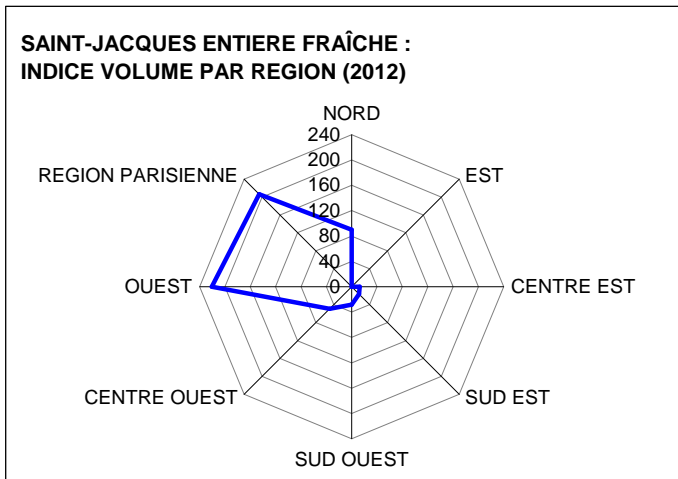 SAINT-JACQUES ENTIERE FRAÎCHE :
INDICE VOLUME PAR REGION (2012)
NORD
240
200
160
120
80
40
0
REGION PARISIENNE
EST
OUEST
CENTRE EST
CENTRE OUEST
SUD EST
SUD OUEST